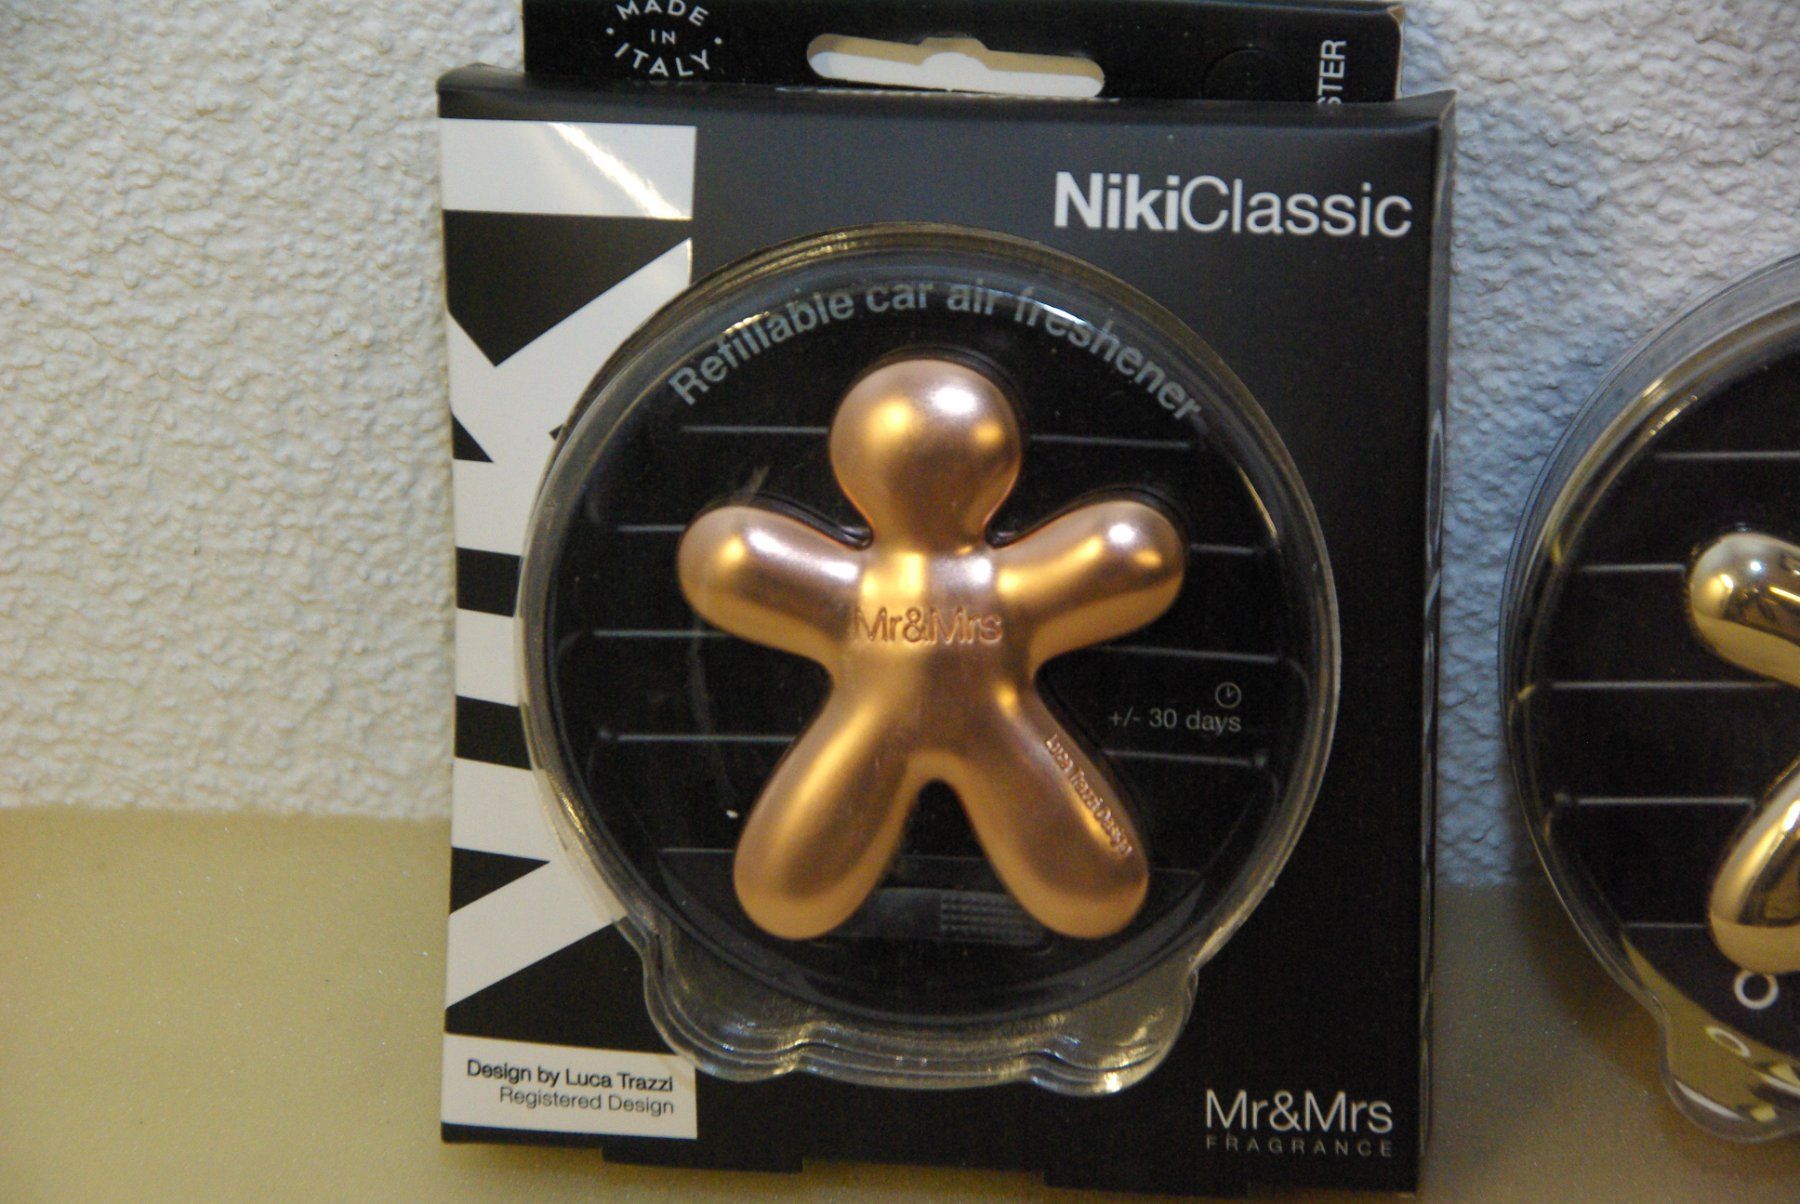 MADE
IN
ITALY
NikiClassic
Refillable car air freshener
Mr&Mrs
+/- 30 days
Luca Trazzi Design
NIKI
Design by Luca Trazzi
Registered Design
Mr&Mrs
FRAGRANCE